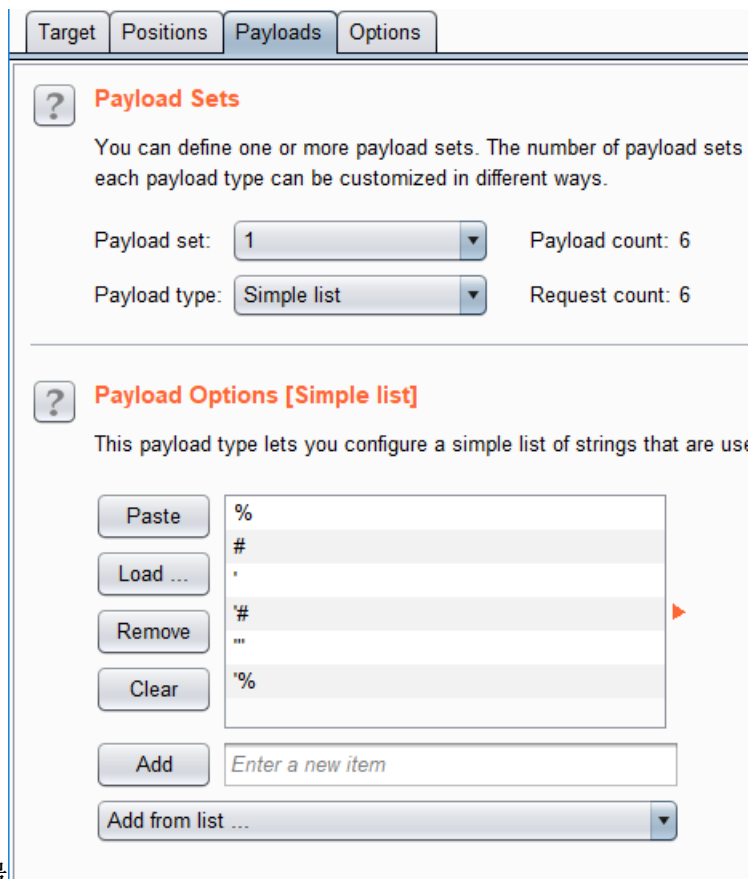 Target Positions Payloads Options
? Payload Sets
You can define one or more payload sets. The number of payload sets
each payload type can be customized in different ways.
Payload set: 1 Payload count: 6
Payload type: Simple list Request count: 6
? Payload Options [Simple list]
This payload type lets you configure a simple list of strings that are use
Paste
Load ...
Remove
Clear
%
#
'
'#
'''
'%
Add Enter a new item
Add from list ...